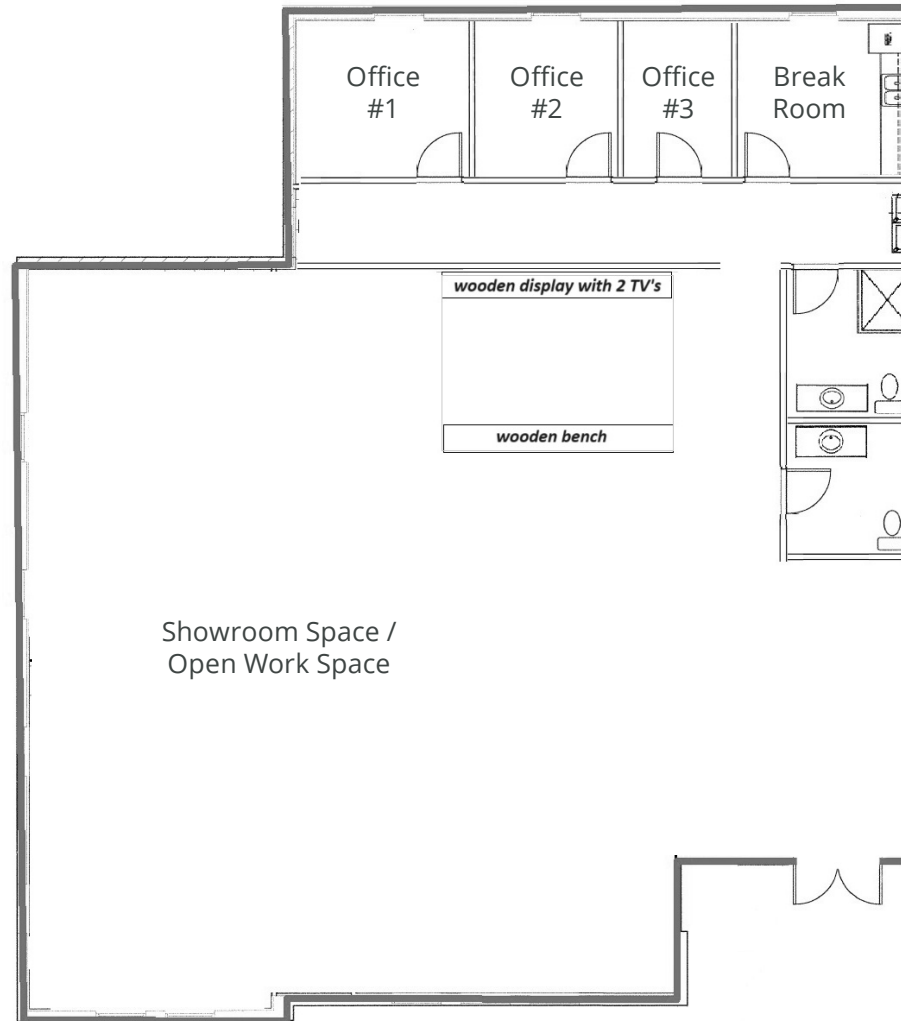 Office
#1
Office
#2
Office
#3
Break
Room
wooden display with 2 TV's
wooden bench
Showroom Space /
Open Work Space